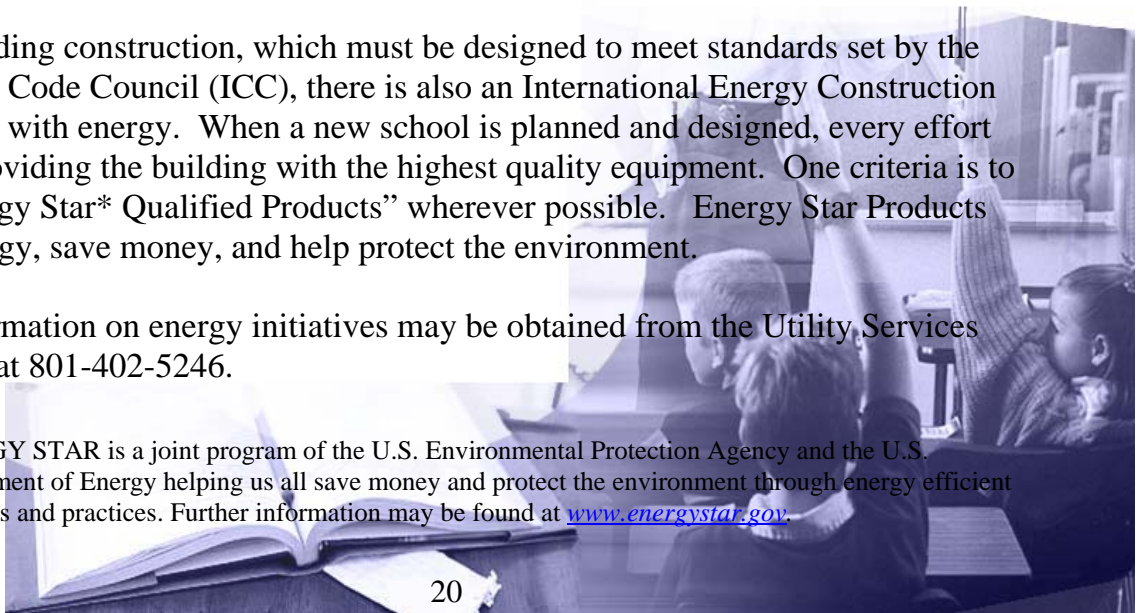 ding construction, which must be designed to meet standards set by the
Code Council (ICC), there is also an International Energy Construction
with energy. When a new school is planned and designed, every effort
oviding the building with the highest quality equipment. One criteria is to
gy Star* Qualified Products” wherever possible. Energy Star Products
gy, save money, and help protect the environment.
rmation on energy initiatives may be obtained from the Utility Services
at 801-402-5246.
GY STAR is a joint program of the U.S. Environmental Protection Agency and the U.S.
ment of Energy helping us all save money and protect the environment through energy efficient
s and practices. Further information may be found at www.energystar.gov.
20